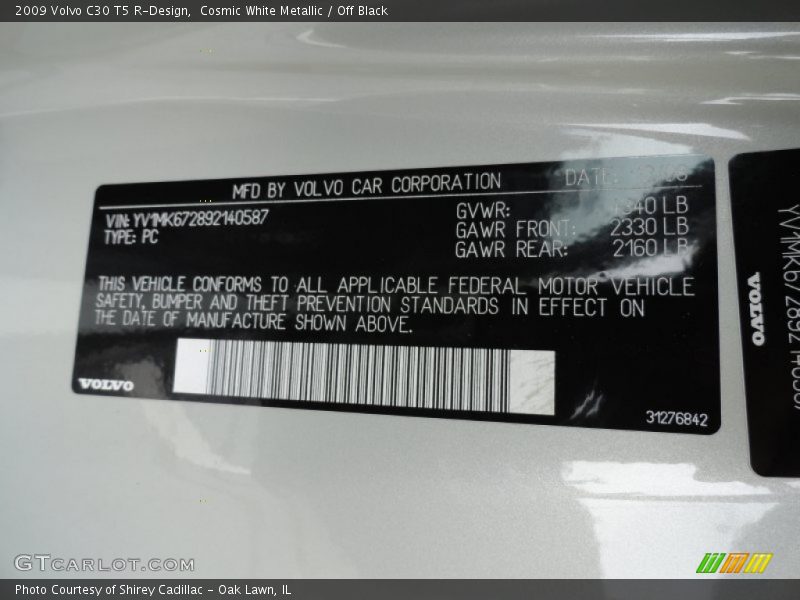 2009 Volvo C30 T5 R-Design, Cosmic White Metallic / Off Black
MFD BY VOLVO CAR CORPORATION DATE:
VIN: YV1MK672892140587
TYPE: PC
GVWR: LB
GAWR FRONT: 2330 LB
GAWR REAR: 2160 LB
THIS VEHICLE CONFORMS TO ALL APPLICABLE FEDERAL MOTOR VEHICLE
SAFETY, BUMPER AND THEFT PREVENTION STANDARDS IN EFFECT ON
THE DATE OF MANUFACTURE SHOWN ABOVE.
VOLVO
31276842
VOLVO
YV1MK672892140587
GTCARLOT.COM
Photo Courtesy of Shirey Cadillac - Oak Lawn, IL